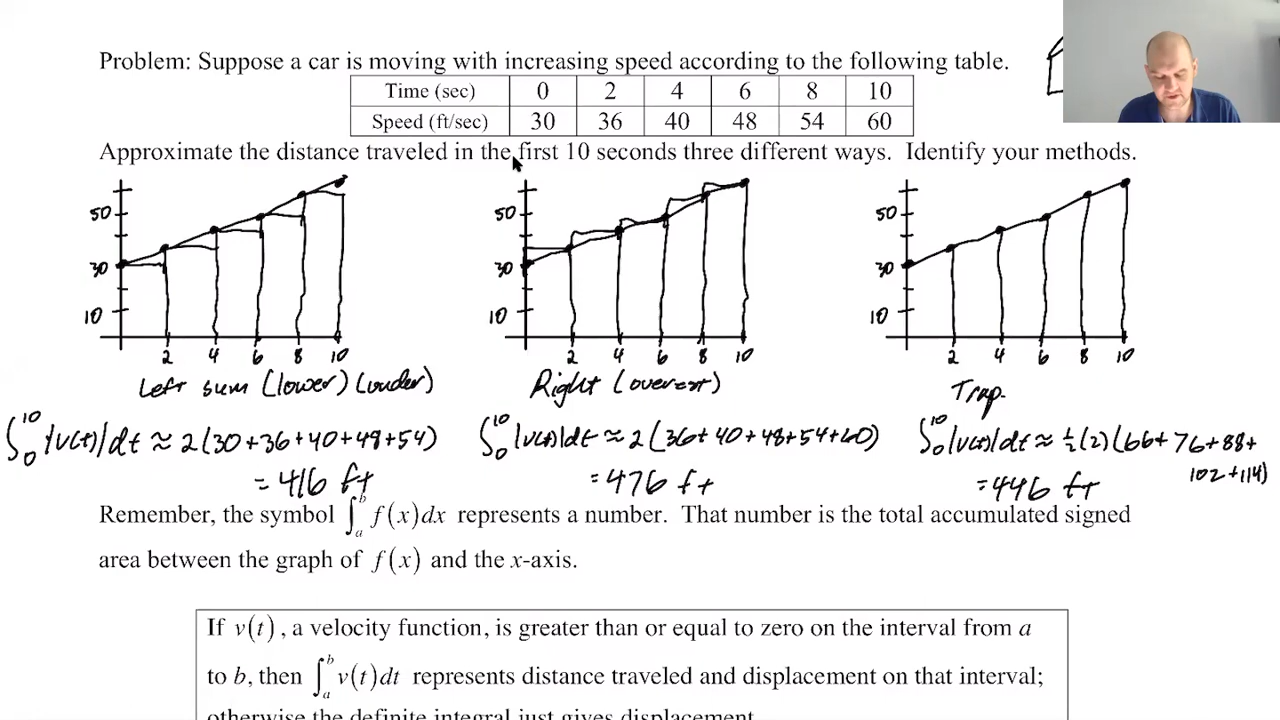 Problem: Suppose a car is moving with increasing speed according to the following table.
Time (sec) 0 2 4 6 8 10
Speed (ft/sec) 30 36 40 48 54 60
Approximate the distance traveled in the first 10 seconds three different ways. Identify your methods.
50 30 10 2 4 6 8 10
50 30 10 2 4 6 8 10
50 30 10 2 4 6 8 10
Left sum (lower) (under)
Right (overest)
Trap.
∫₀¹⁰ |v(t)| dt ≈ 2(30+36+40+48+54)
= 416 ft
∫₀¹⁰ |v(t)| dt ≈ 2(36+40+48+54+60)
= 476 ft
∫₀¹⁰ |v(t)| dt ≈ ½(2)(66+76+88+
102+114)
= 446 ft
Remember, the symbol ∫ₐᵇ f(x)dx represents a number. That number is the total accumulated signed
area between the graph of f(x) and the x-axis.
If v(t), a velocity function, is greater than or equal to zero on the interval from a
to b, then ∫ₐᵇ v(t)dt represents distance traveled and displacement on that interval;
otherwise the definite integral just gives displacement